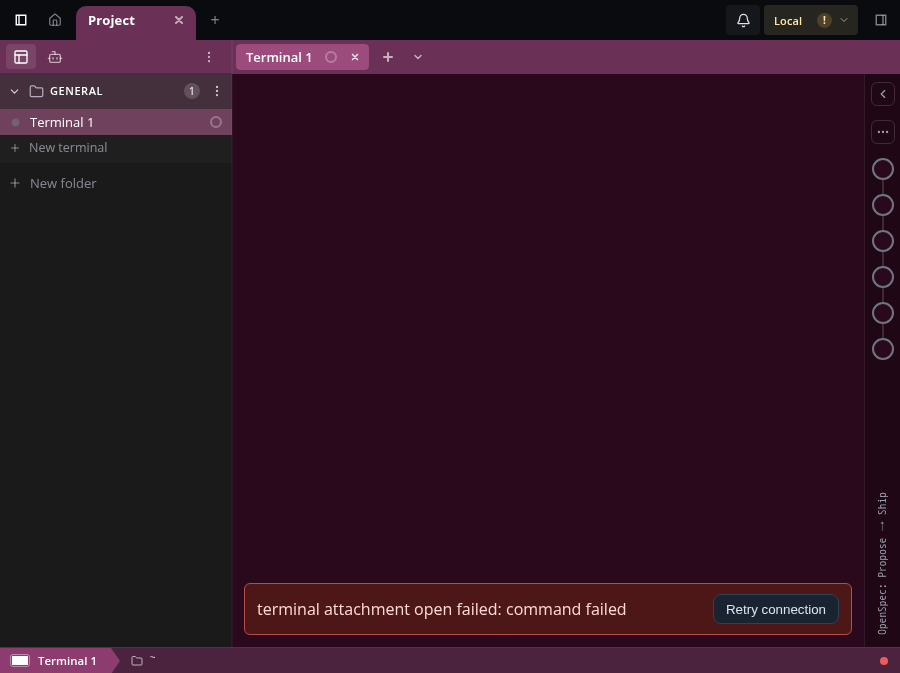 Project
Local
!
Terminal 1
GENERAL
1
Terminal 1
New terminal
New folder
OpenSpec: Propose → Ship
terminal attachment open failed: command failed
Retry connection
Terminal 1
~